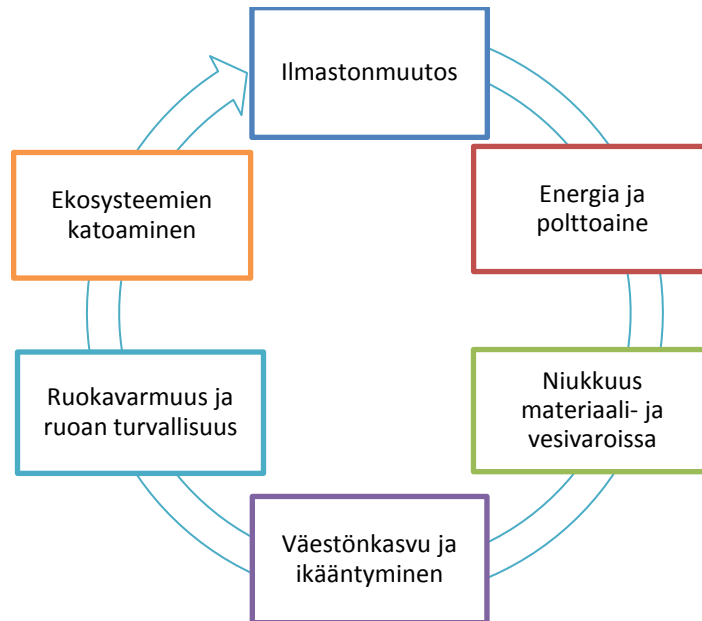 Ilmastonmuutos
Energia ja
polttoaine
Niukkuus
materiaali- ja
vesivaroissa
Väestönkasvu ja
ikääntyminen
Ruokavarmuus ja
ruoan turvallisuus
Ekosysteemien
katoaminen